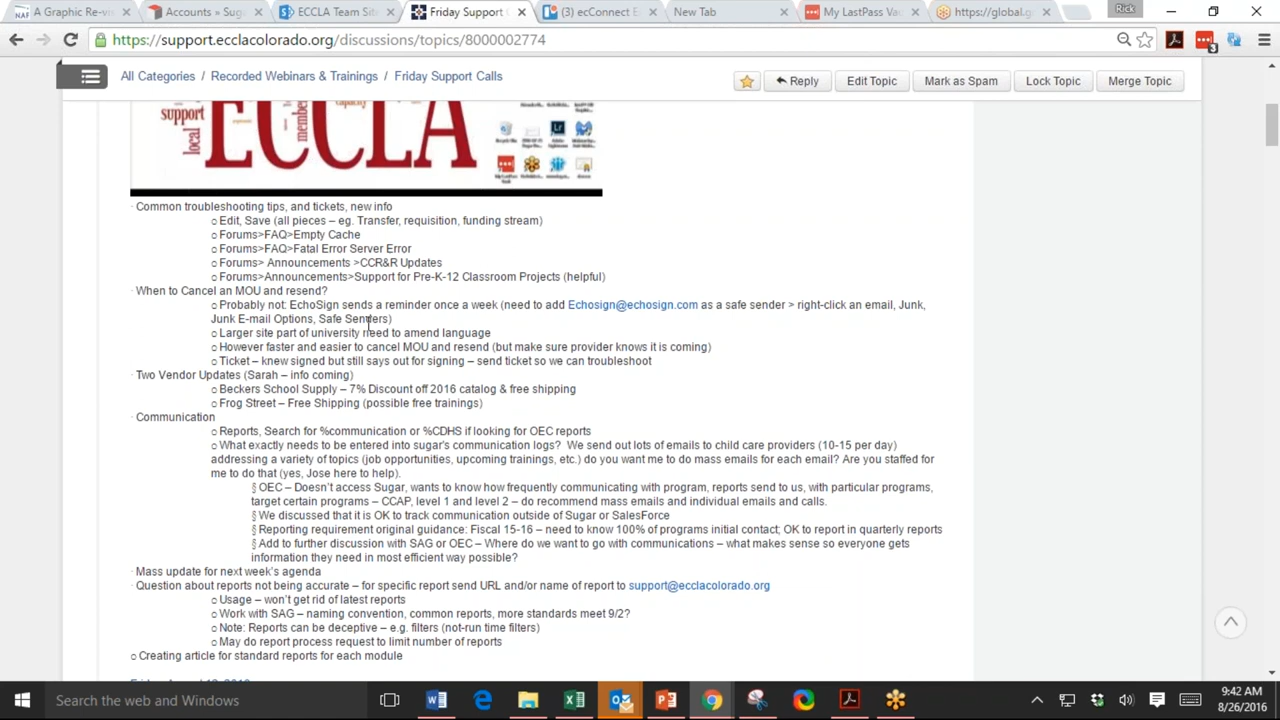 A Graphic Re-vi
Accounts » Sug
ECCLA Team Sit
Friday Support
(3) ecConnect E
New Tab
My LastPass Va
https://global.g
Rick
https://support.ecclacolorado.org/discussions/topics/8000002774
3
All Categories / Recorded Webinars & Trainings / Friday Support Calls
Reply
Edit Topic
Mark as Spam
Lock Topic
Merge Topic
support
local
ECCLA
· Common troubleshooting tips, and tickets, new info
o Edit, Save (all pieces – eg. Transfer, requisition, funding stream)
o Forums>FAQ>Empty Cache
o Forums>FAQ>Fatal Error Server Error
o Forums> Announcements >CCR&R Updates
o Forums>Announcements>Support for Pre-K-12 Classroom Projects (helpful)
· When to Cancel an MOU and resend?
o Probably not: EchoSign sends a reminder once a week (need to add Echosign@echosign.com as a safe sender > right-click an email, Junk,
Junk E-mail Options, Safe Senders)
o Larger site part of university need to amend language
o However faster and easier to cancel MOU and resend (but make sure provider knows it is coming)
o Ticket – knew signed but still says out for signing – send ticket so we can troubleshoot
· Two Vendor Updates (Sarah – info coming)
o Beckers School Supply – 7% Discount off 2016 catalog & free shipping
o Frog Street – Free Shipping (possible free trainings)
· Communication
o Reports, Search for %communication or %CDHS if looking for OEC reports
o What exactly needs to be entered into sugar's communication logs? We send out lots of emails to child care providers (10-15 per day)
addressing a variety of topics (job opportunities, upcoming trainings, etc.) do you want me to do mass emails for each email? Are you staffed for
me to do that (yes, Jose here to help).
§ OEC – Doesn't access Sugar, wants to know how frequently communicating with program, reports send to us, with particular programs,
target certain programs – CCAP, level 1 and level 2 – do recommend mass emails and individual emails and calls.
§ We discussed that it is OK to track communication outside of Sugar or SalesForce
§ Reporting requirement original guidance: Fiscal 15-16 – need to know 100% of programs initial contact; OK to report in quarterly reports
§ Add to further discussion with SAG or OEC – Where do we want to go with communications – what makes sense so everyone gets
information they need in most efficient way possible?
· Mass update for next week's agenda
· Question about reports not being accurate – for specific report send URL and/or name of report to support@ecclacolorado.org
o Usage – won't get rid of latest reports
o Work with SAG – naming convention, common reports, more standards meet 9/2?
o Note: Reports can be deceptive – e.g. filters (not-run time filters)
o May do report process request to limit number of reports
o Creating article for standard reports for each module
Search the web and Windows
9:42 AM
8/26/2016